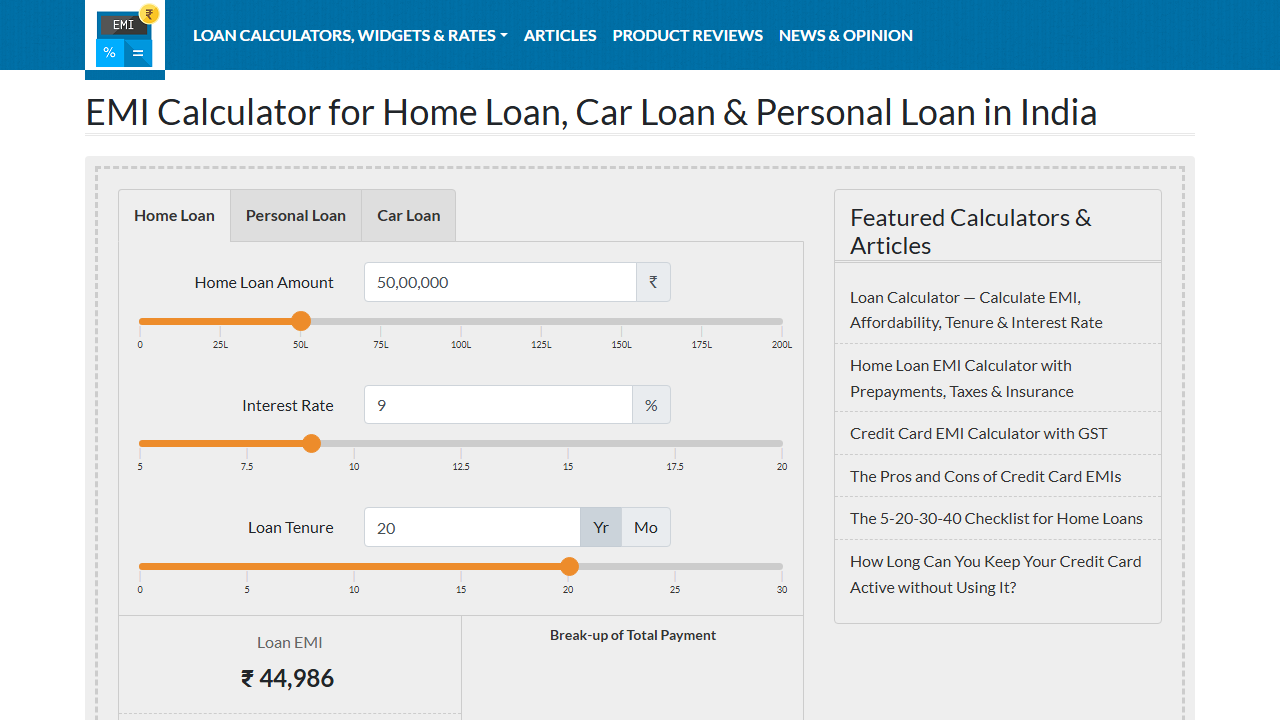 EMI
₹
%
=
LOAN CALCULATORS, WIDGETS & RATES
ARTICLES
PRODUCT REVIEWS
NEWS & OPINION
EMI Calculator for Home Loan, Car Loan & Personal Loan in India
Home Loan
Personal Loan
Car Loan
Home Loan Amount
50,00,000
₹
0 25L 50L 75L 100L 125L 150L 175L 200L
Interest Rate
9
%
5 7.5 10 12.5 15 17.5 20
Loan Tenure
20
Yr
Mo
0 5 10 15 20 25 30
Loan EMI
₹ 44,986
Break-up of Total Payment
Featured Calculators &
Articles
Loan Calculator — Calculate EMI,
Affordability, Tenure & Interest Rate
Home Loan EMI Calculator with
Prepayments, Taxes & Insurance
Credit Card EMI Calculator with GST
The Pros and Cons of Credit Card EMIs
The 5-20-30-40 Checklist for Home Loans
How Long Can You Keep Your Credit Card
Active without Using It?